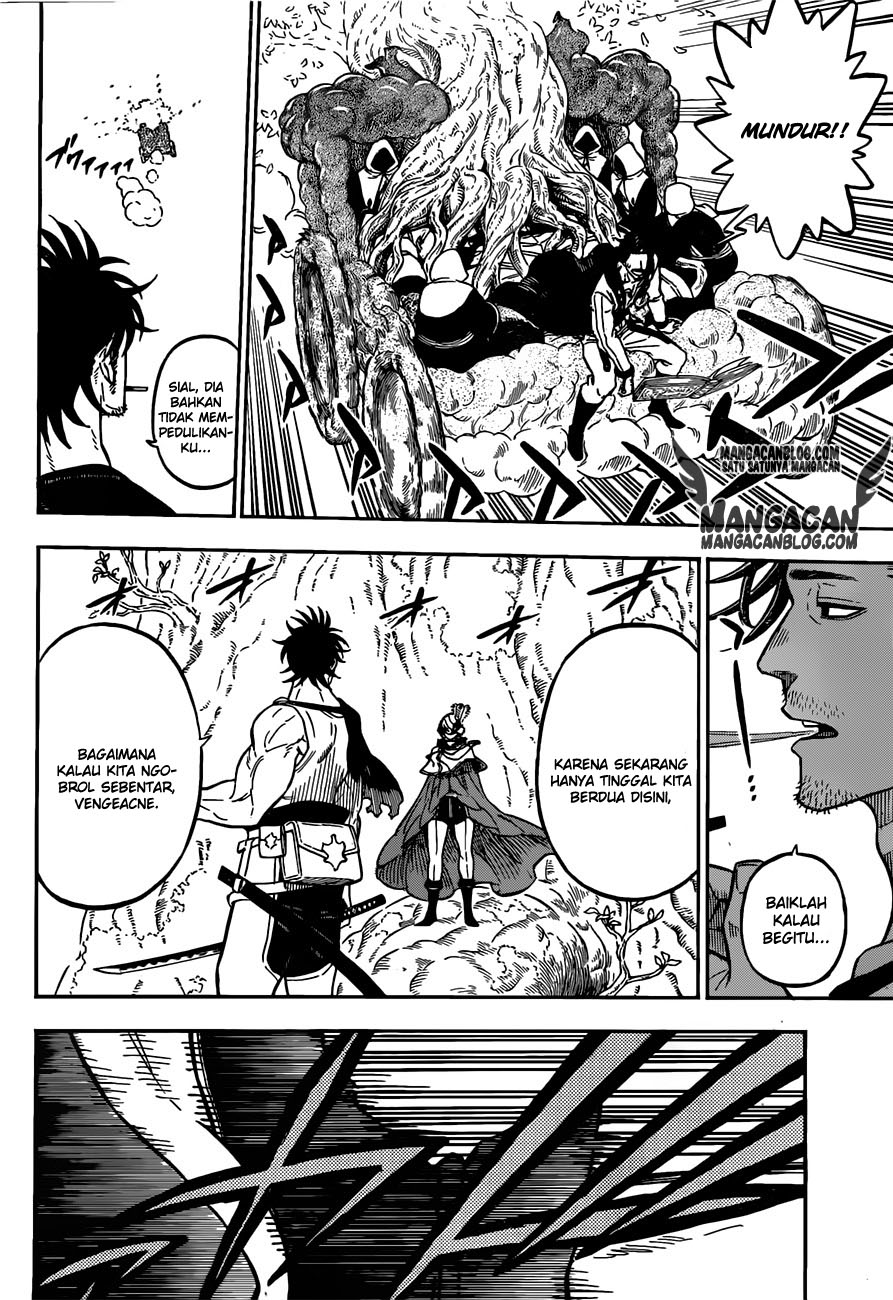 MUNDUR!!
SIAL, DIA
BAHKAN
TIDAK MEM-
PEDULIKAN-
KU...
MANGACANBLOG.COM
SATU SATUNYA MANGACAN
MANGACAN
MANGACANBLOG.COM
BAIKLAH
KALAU
BEGITU...
KARENA SEKARANG
HANYA TINGGAL KITA
BERDUA DISINI,
BAGAIMANA
KALAU KITA NGO-
BROL SEBENTAR,
VENGEACNE.